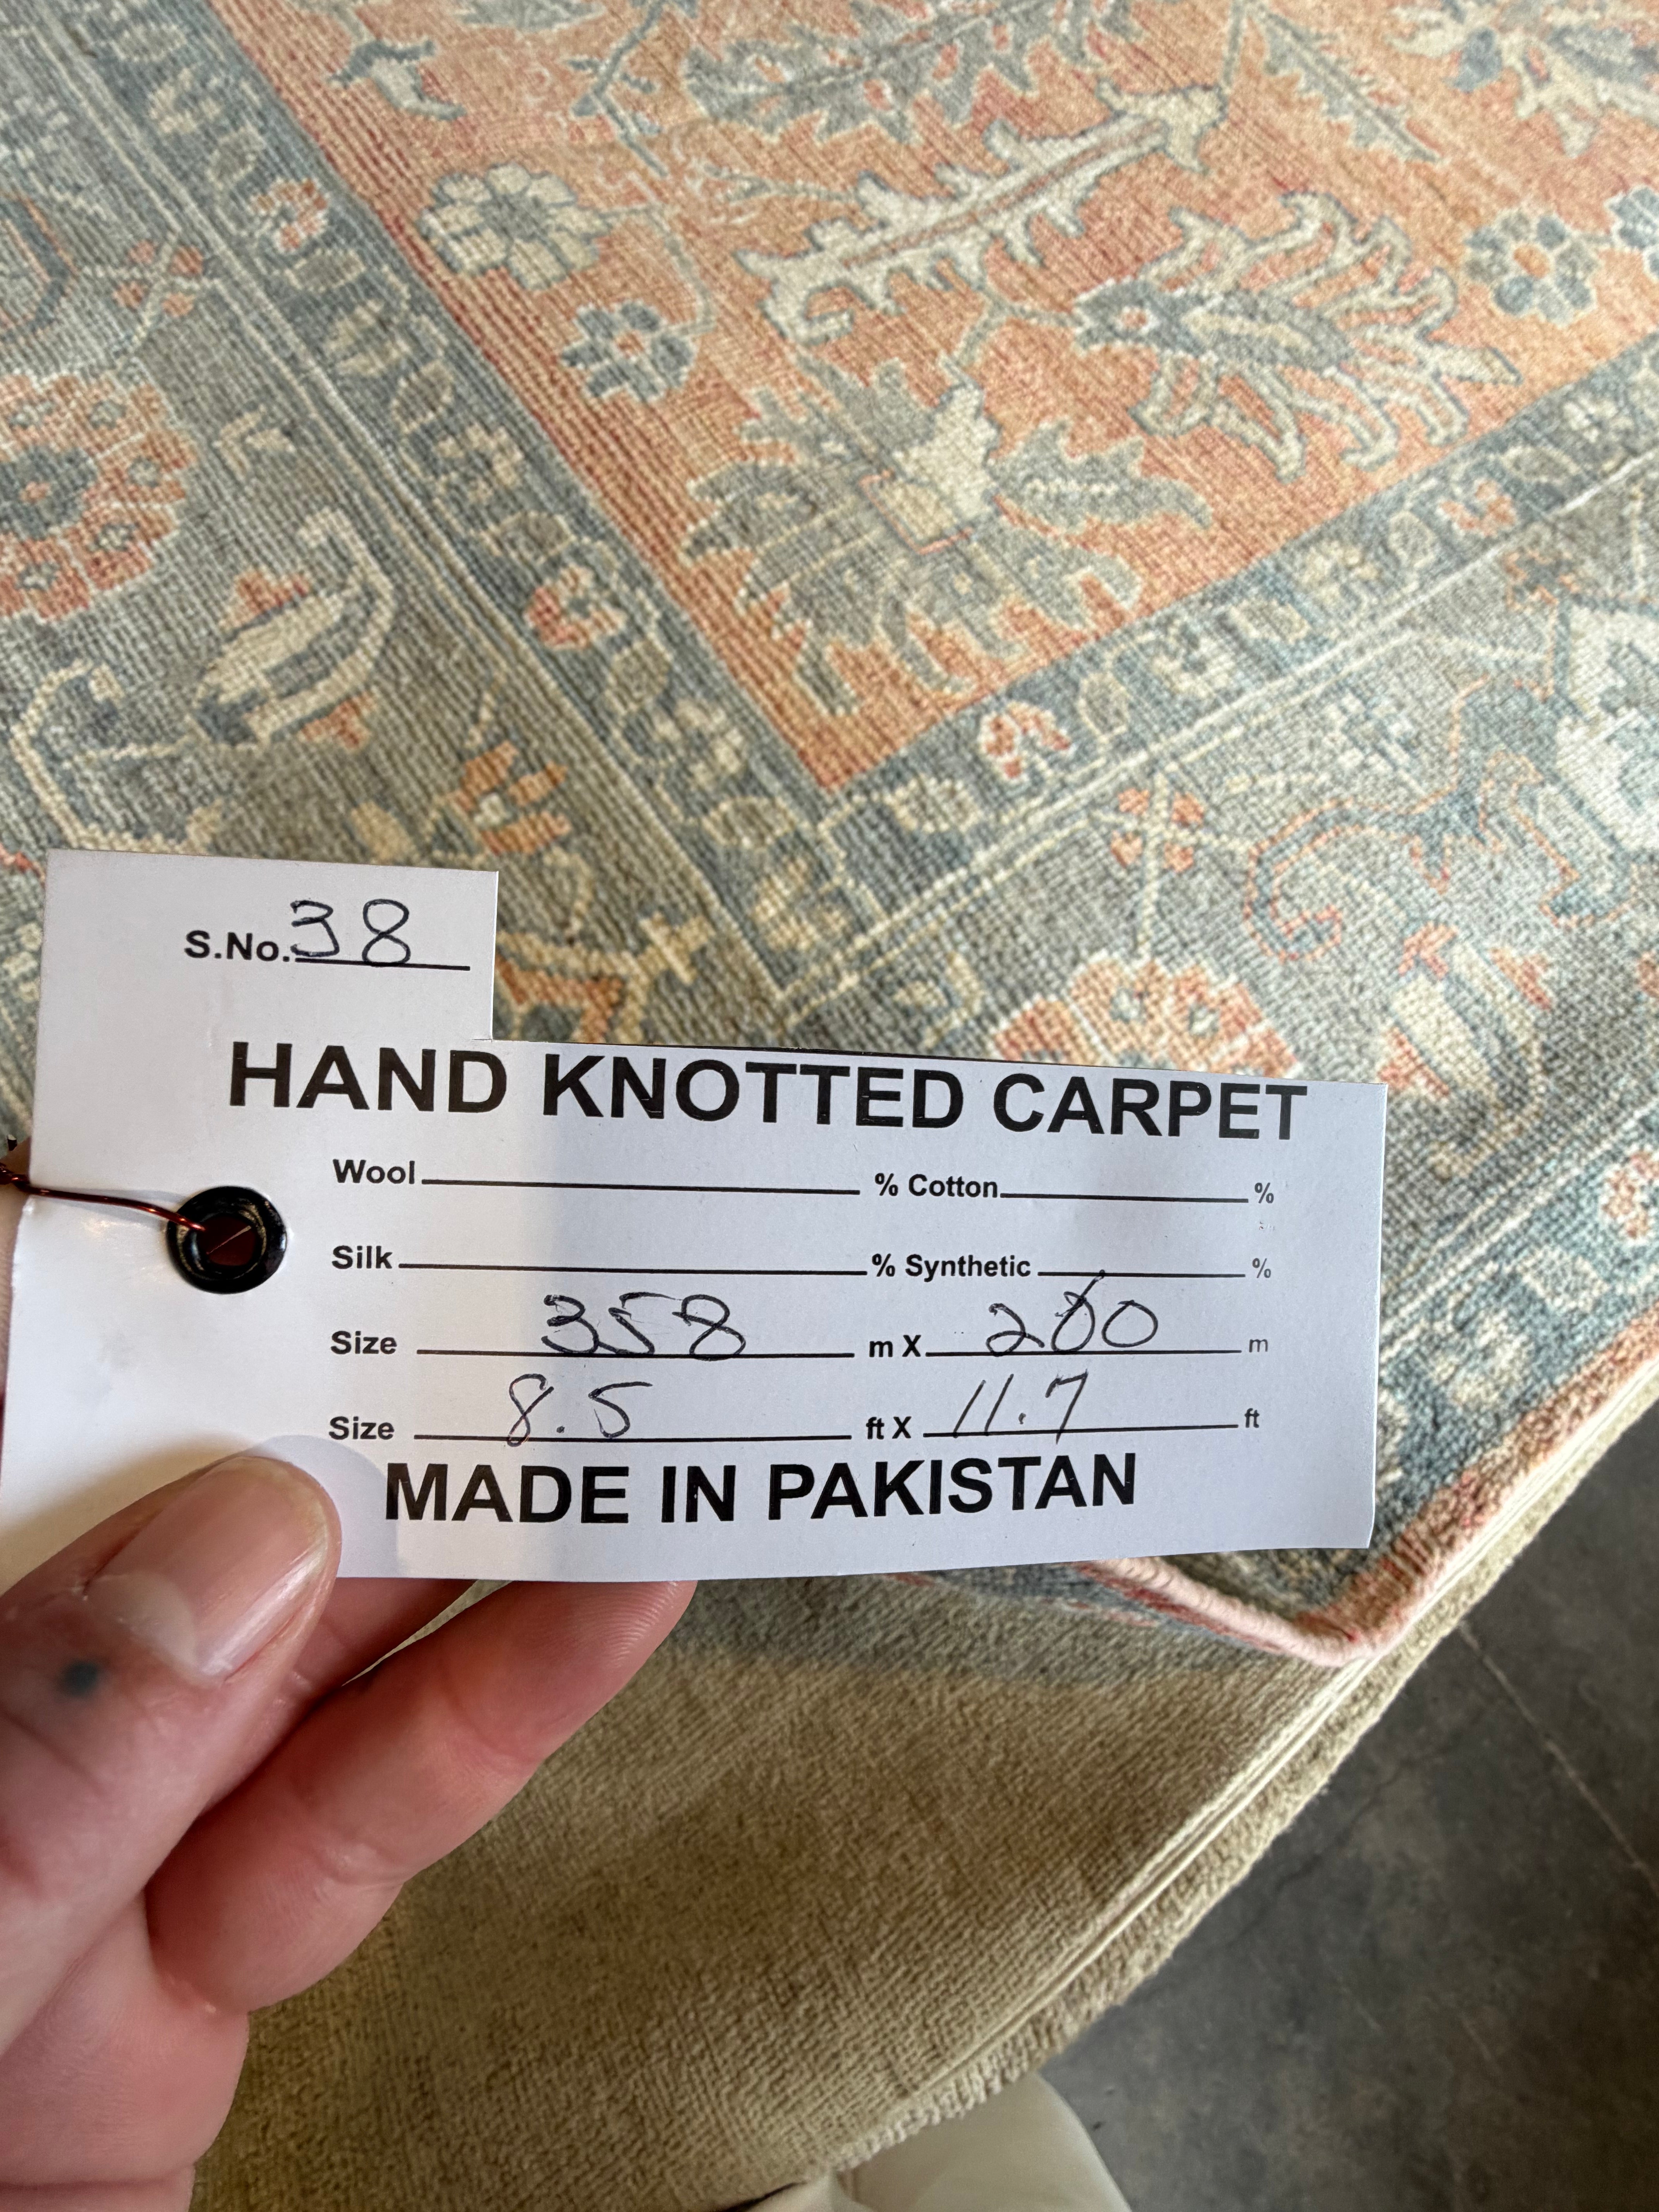 S.No. 38
HAND KNOTTED CARPET
Wool % Cotton %
Silk % Synthetic %
Size 358 m X m
Size 8.5 ft X 11.7 ft
MADE IN PAKISTAN